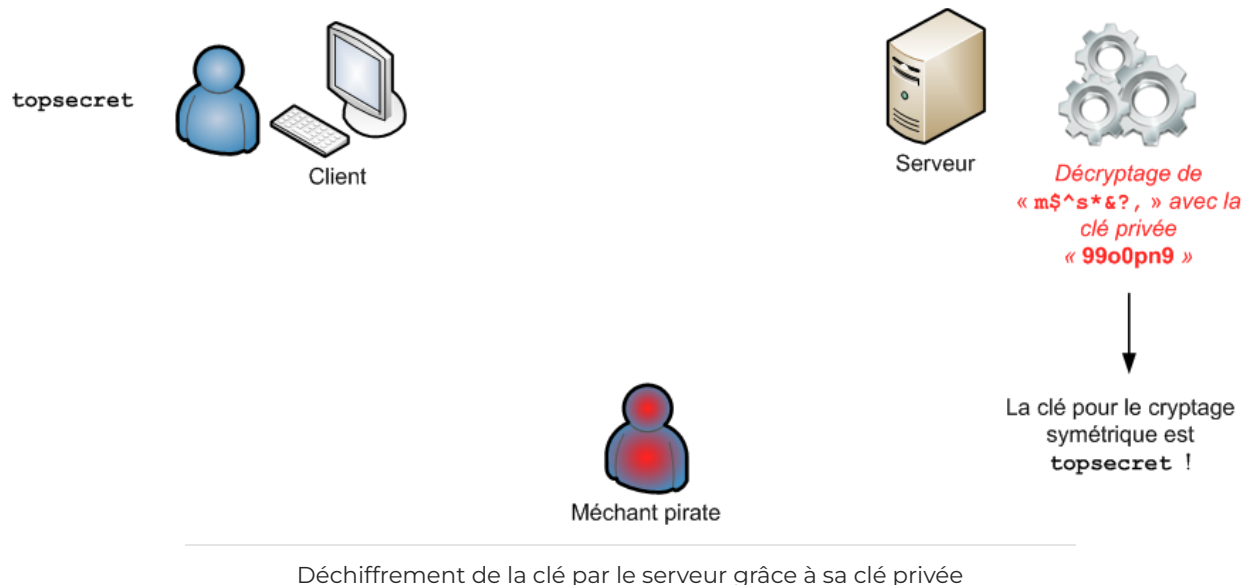 topsecret
Client
Serveur
Décryptage de
« m$^s*&?, » avec la
clé privée
« 99o0pn9 »
La clé pour le cryptage
symétrique est
topsecret !
Méchant pirate
Déchiffrement de la clé par le serveur grâce à sa clé privée